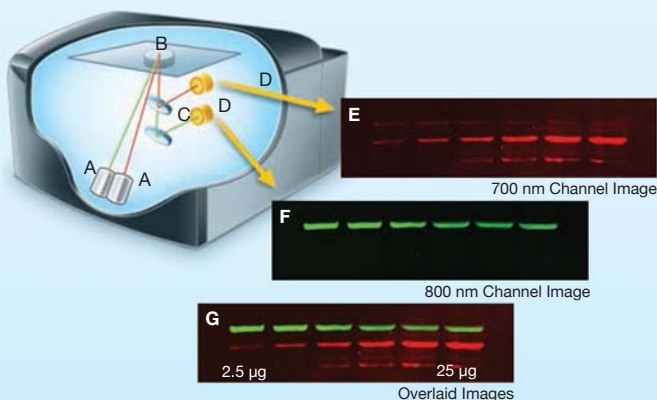 B
D
C
D
A
A
E
700 nm Channel Image
F
800 nm Channel Image
G
2.5 µg
25 µg
Overlaid Images